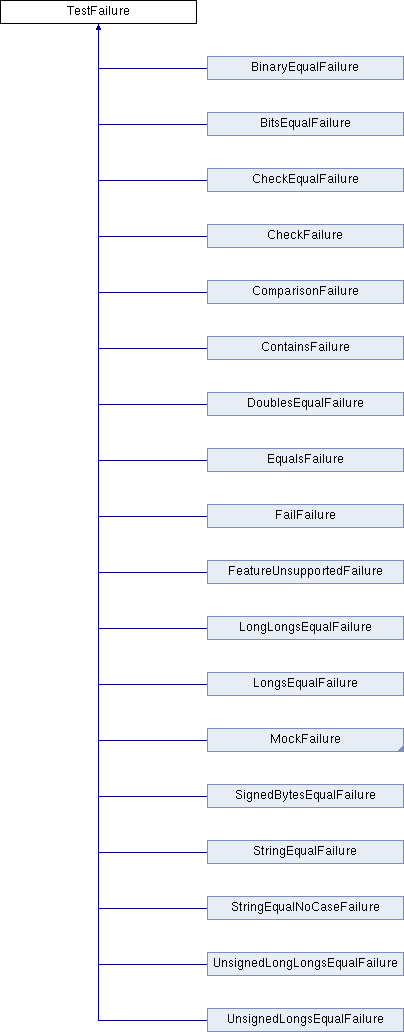 TestFailure
BinaryEqualFailure
BitsEqualFailure
CheckEqualFailure
CheckFailure
ComparisonFailure
ContainsFailure
DoublesEqualFailure
EqualsFailure
FailFailure
FeatureUnsupportedFailure
LongLongsEqualFailure
LongsEqualFailure
MockFailure
SignedBytesEqualFailure
StringEqualFailure
StringEqualNoCaseFailure
UnsignedLongLongsEqualFailure
UnsignedLongsEqualFailure